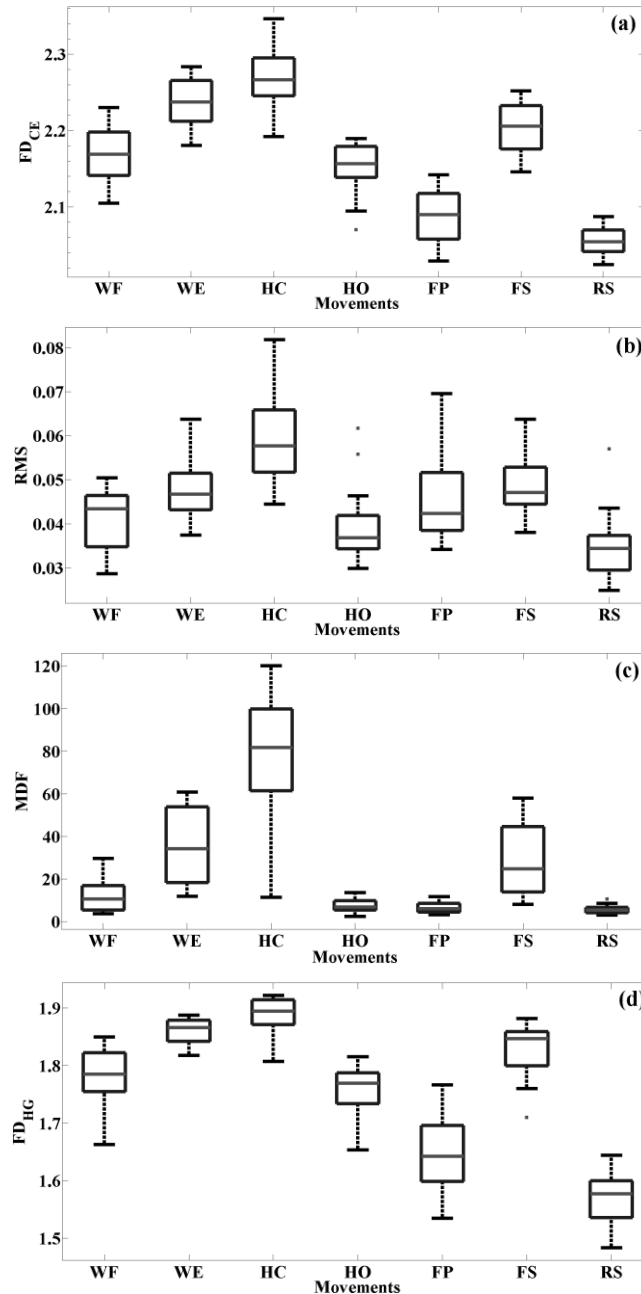 (a)
2.3
2.2
2.1
FD_CE
WF WE HC HO FP FS RS
Movements
(b)
0.08
0.07
0.06
0.05
0.04
0.03
RMS
WF WE HC HO FP FS RS
Movements
(c)
120
100
80
60
40
20
0
MDF
WF WE HC HO FP FS RS
Movements
(d)
1.9
1.8
1.7
1.6
1.5
FD_HG
WF WE HC HO FP FS RS
Movements